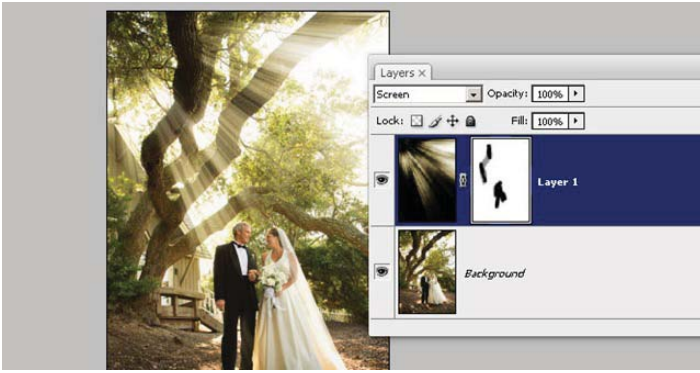 Layers ×
Screen Opacity: 100%
Lock: Fill: 100%
Layer 1
Background